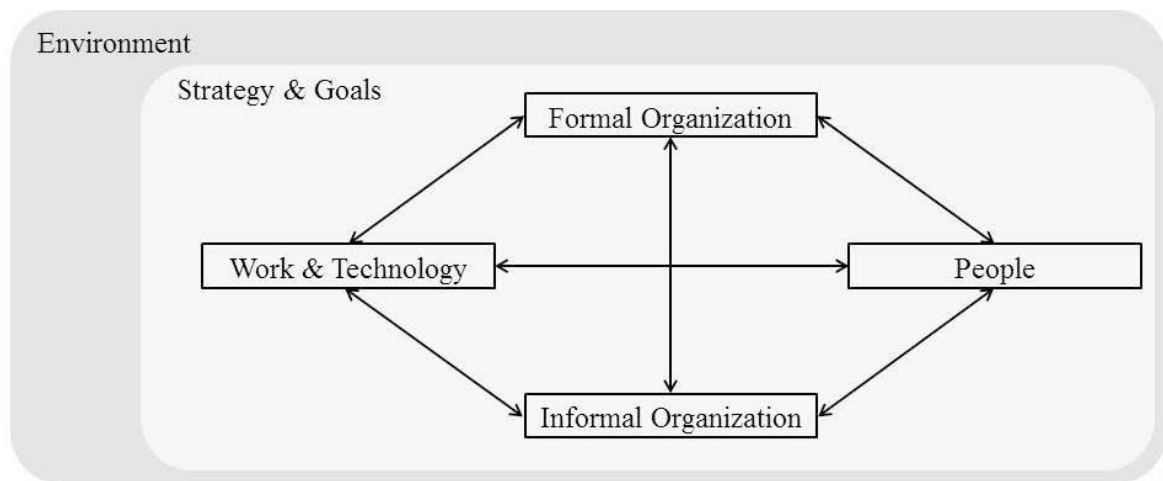 Environment
Strategy & Goals
Formal Organization
Work & Technology
People
Informal Organization